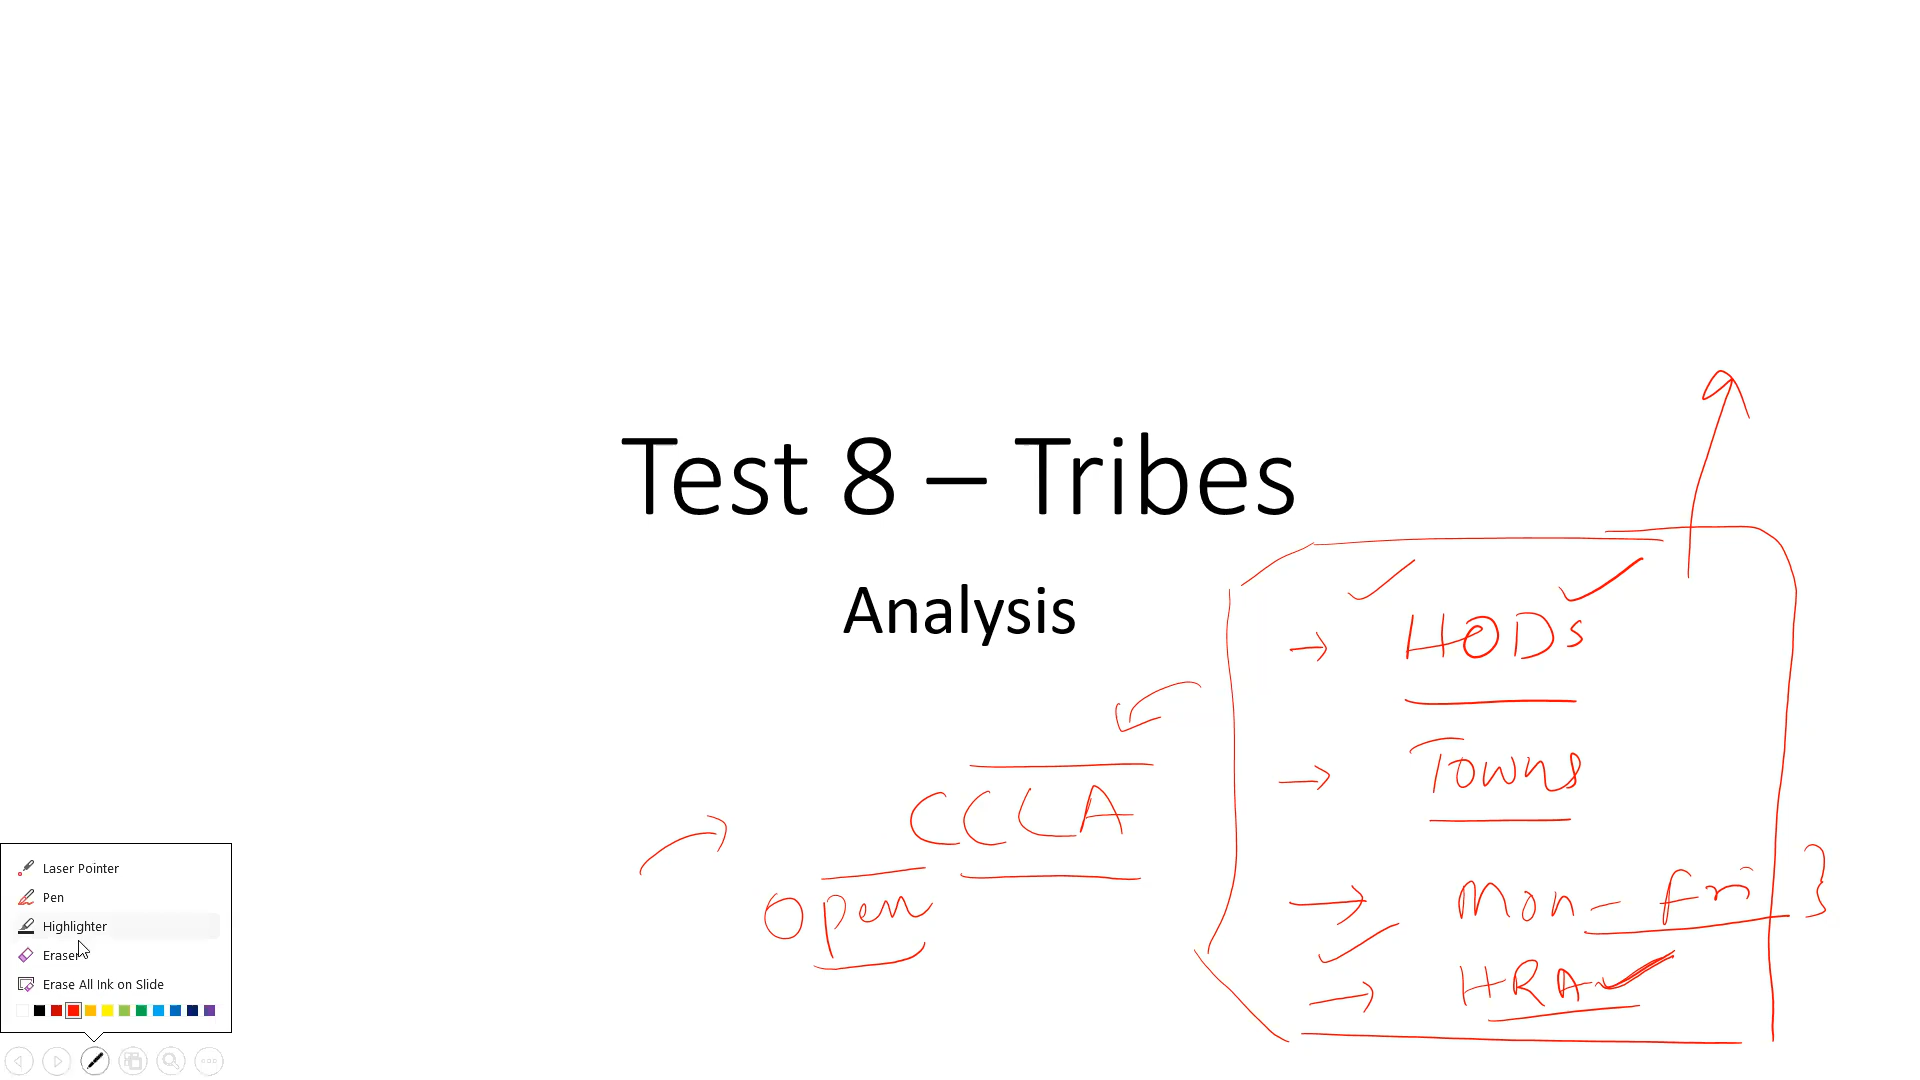 Test 8 – Tribes
Analysis
HODs
Towns
CCLA
Open
Mon - Fri }
HRA
Laser Pointer
Pen
Highlighter
Eraser
Erase All Ink on Slide